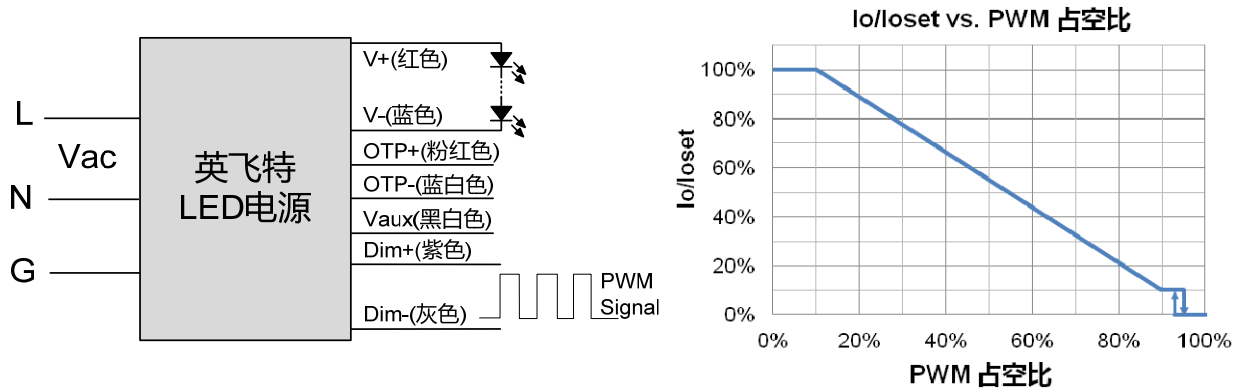 L
Vac
N
G
英飞特
LED电源
V+(红色)
V-(蓝色)
OTP+(粉红色)
OTP-(蓝白色)
Vaux(黑白色)
Dim+(紫色)
Dim-(灰色)
PWM
Signal
Io/Ioset vs. PWM 占空比
Io/Ioset
100%
80%
60%
40%
20%
0%
0% 20% 40% 60% 80% 100%
PWM 占空比